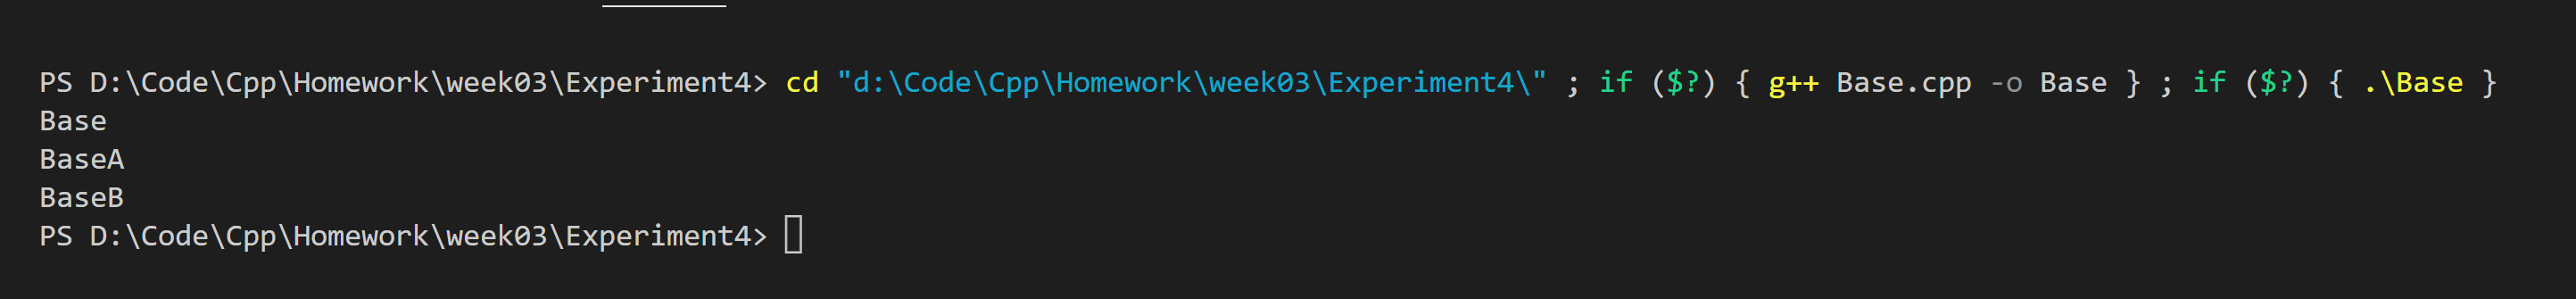 PS D:\Code\Cpp\Homework\week03\Experiment4> cd "d:\Code\Cpp\Homework\week03\Experiment4\" ; if ($?) { g++ Base.cpp -o Base } ; if ($?) { .\Base }
Base
BaseA
BaseB
PS D:\Code\Cpp\Homework\week03\Experiment4>